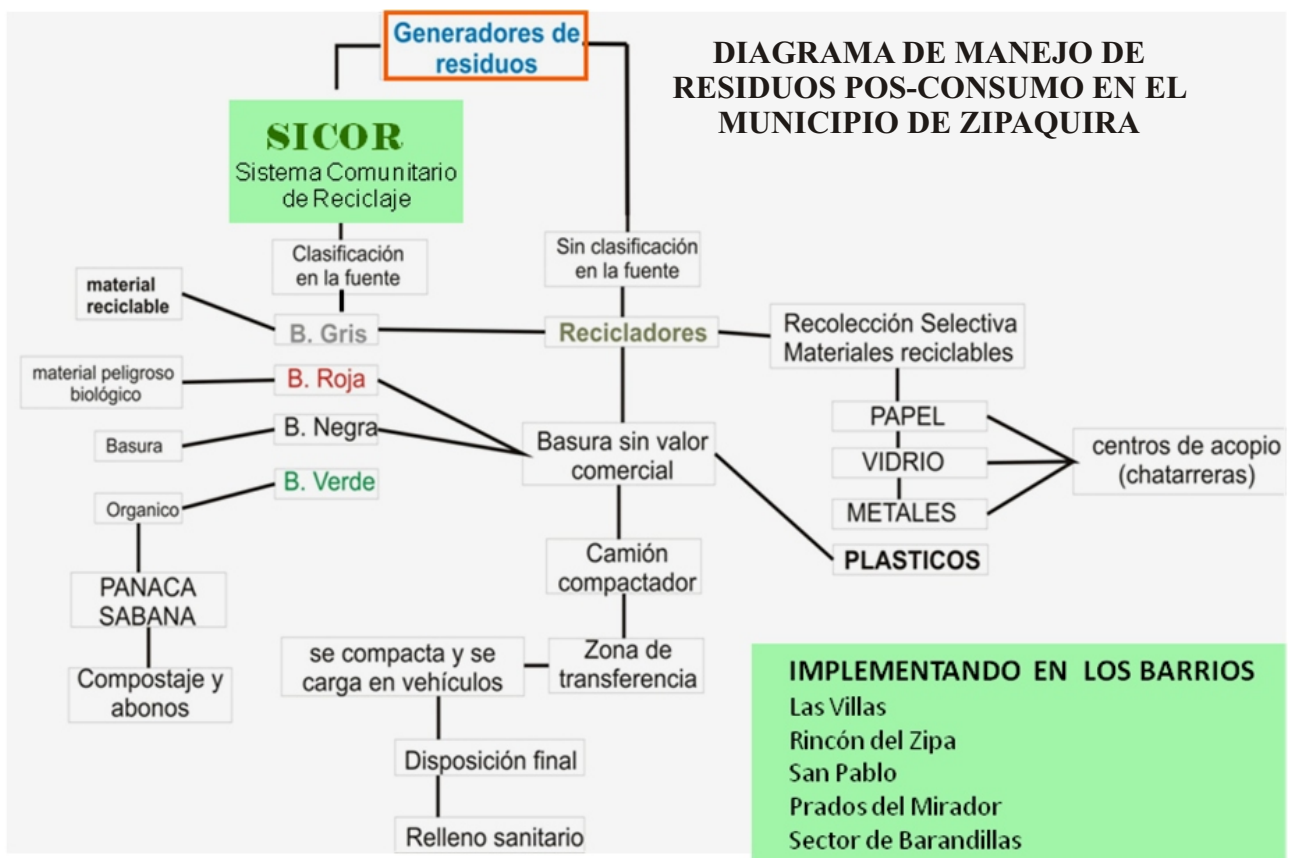 Generadores de
residuos
DIAGRAMA DE MANEJO DE
RESIDUOS POS-CONSUMO EN EL
MUNICIPIO DE ZIPAQUIRA
SICOR
Sistema Comunitario
de Reciclaje
Clasificación
en la fuente
Sin clasificación
en la fuente
material
reciclable
B. Gris
Recicladores
Recolección Selectiva
Materiales reciclables
material peligroso
biológico
B. Roja
Basura
B. Negra
Organico
B. Verde
Basura sin valor
comercial
PAPEL
VIDRIO
METALES
PLASTICOS
centros de acopio
(chatarreras)
PANACA
SABANA
Compostaje y
abonos
Camión
compactador
Zona de
transferencia
se compacta y se
carga en vehículos
Disposición final
Relleno sanitario
IMPLEMENTANDO EN LOS BARRIOS
Las Villas
Rincón del Zipa
San Pablo
Prados del Mirador
Sector de Barandillas